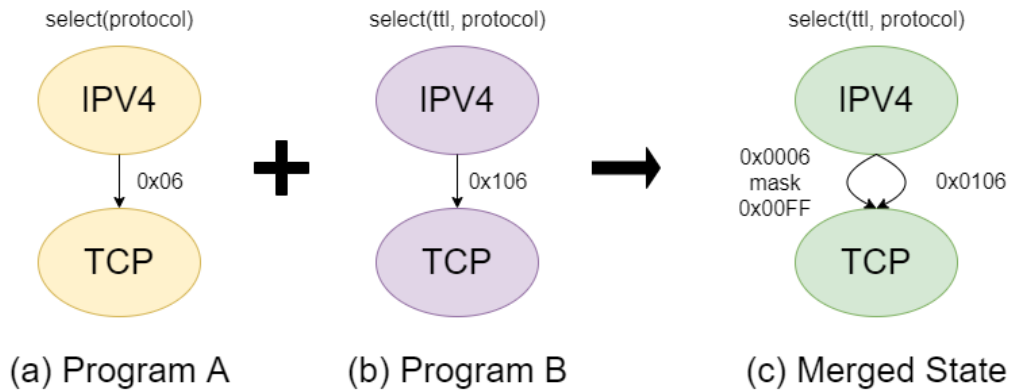 select(protocol)
select(ttl, protocol)
select(ttl, protocol)
IPV4
IPV4
IPV4
0x06
0x106
0x0006
mask
0x00FF
0x0106
TCP
TCP
TCP
(a) Program A
(b) Program B
(c) Merged State